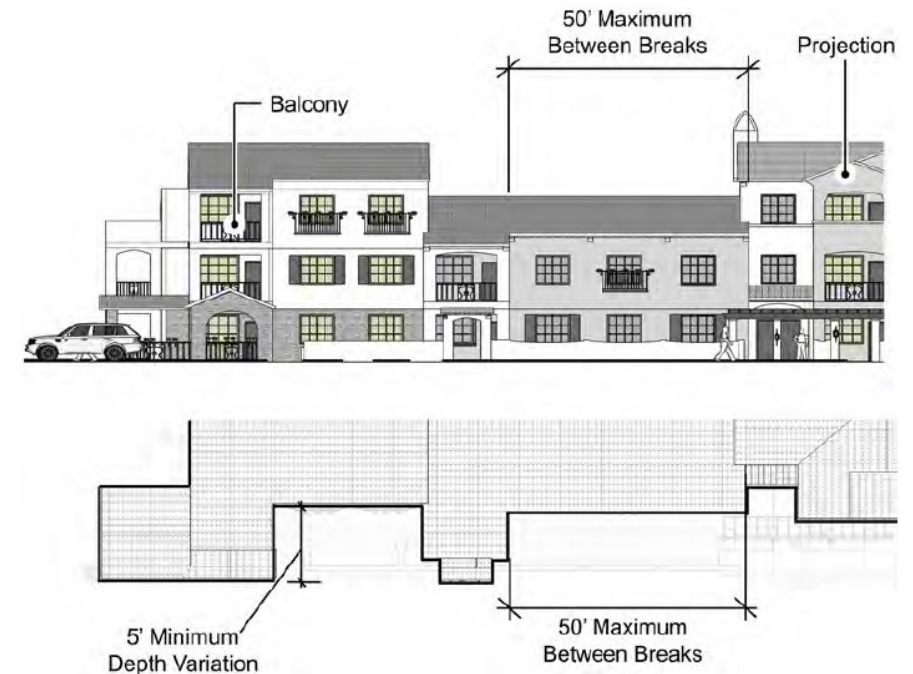 50' Maximum
Between Breaks
Projection
Balcony
5' Minimum
Depth Variation
50' Maximum
Between Breaks